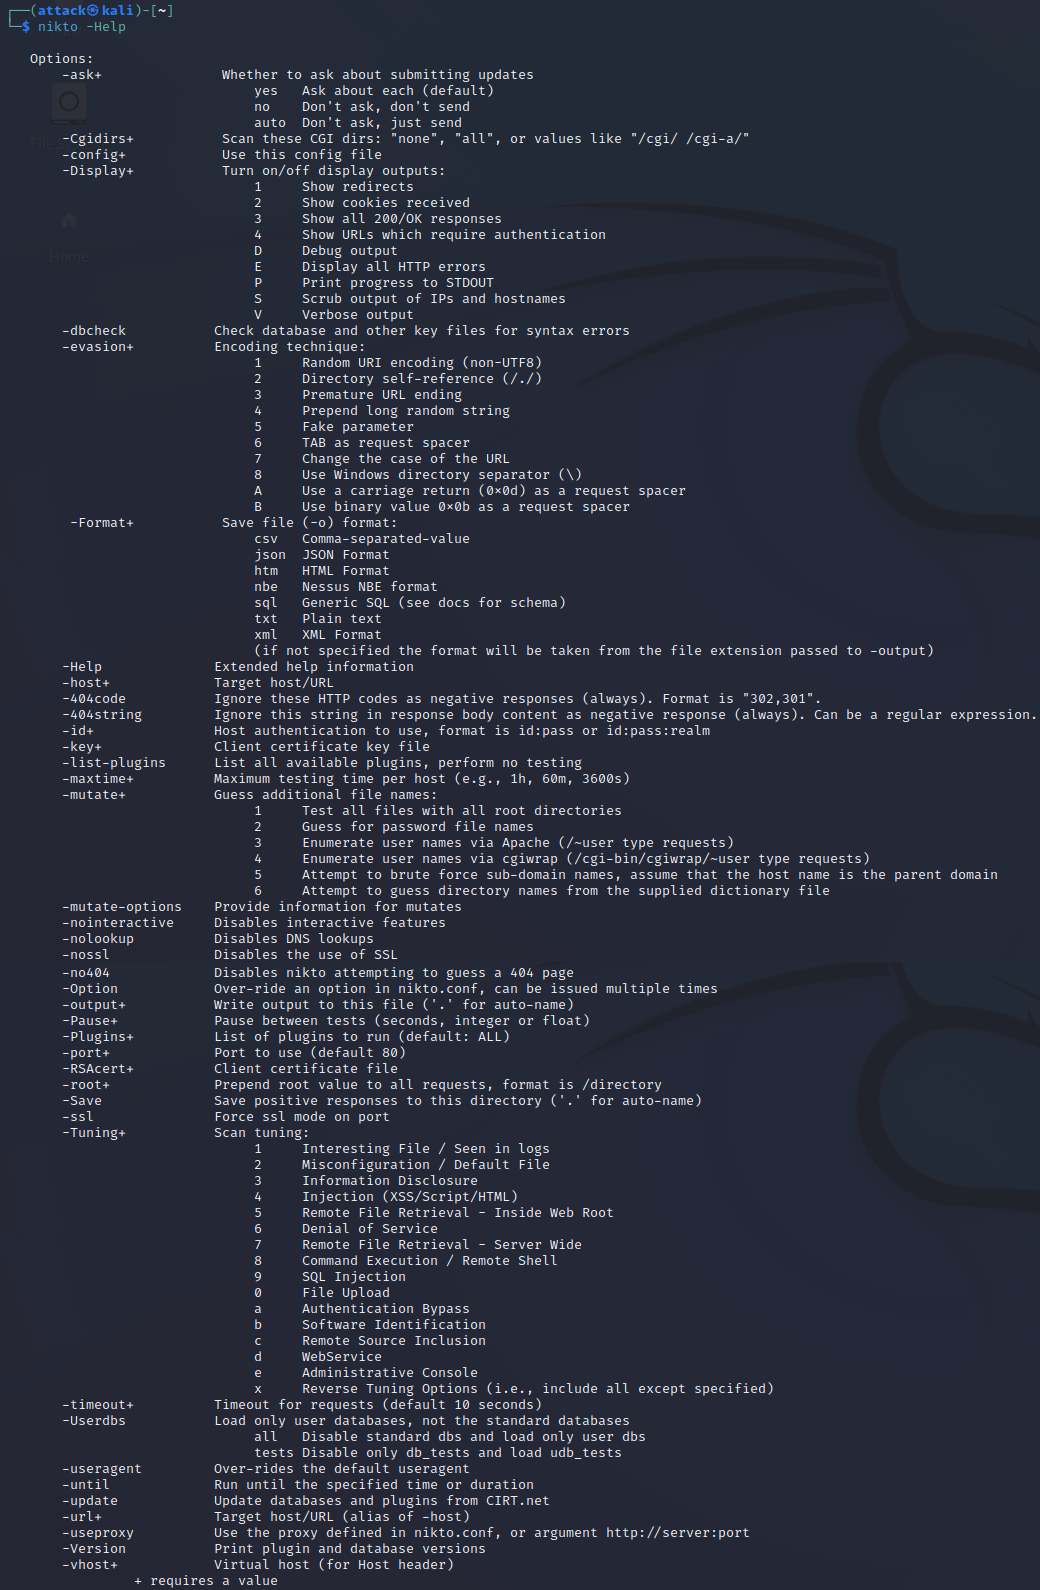 ┌──(attack㉿kali)-[~]
└─$ nikto -Help
Options:
-ask+ Whether to ask about submitting updates
yes Ask about each (default)
no Don't ask, don't send
auto Don't ask, just send
-Cgidirs+ Scan these CGI dirs: "none", "all", or values like "/cgi/ /cgi-a/"
-config+ Use this config file
-Display+ Turn on/off display outputs:
1 Show redirects
2 Show cookies received
3 Show all 200/OK responses
4 Show URLs which require authentication
D Debug output
E Display all HTTP errors
P Print progress to STDOUT
S Scrub output of IPs and hostnames
V Verbose output
-dbcheck Check database and other key files for syntax errors
-evasion+ Encoding technique:
1 Random URI encoding (non-UTF8)
2 Directory self-reference (/./)
3 Premature URL ending
4 Prepend long random string
5 Fake parameter
6 TAB as request spacer
7 Change the case of the URL
8 Use Windows directory separator (\)
A Use a carriage return (0x0d) as a request spacer
B Use binary value 0x0b as a request spacer
-Format+ Save file (-o) format:
csv Comma-separated-value
json JSON Format
htm HTML Format
nbe Nessus NBE format
sql Generic SQL (see docs for schema)
txt Plain text
xml XML Format
(if not specified the format will be taken from the file extension passed to -output)
-Help Extended help information
-host+ Target host/URL
-404code Ignore these HTTP codes as negative responses (always). Format is "302,301".
-404string Ignore this string in response body content as negative response (always). Can be a regular expression.
-id+ Host authentication to use, format is id:pass or id:pass:realm
-key+ Client certificate key file
-list-plugins List all available plugins, perform no testing
-maxtime+ Maximum testing time per host (e.g., 1h, 60m, 3600s)
-mutate+ Guess additional file names:
1 Test all files with all root directories
2 Guess for password file names
3 Enumerate user names via Apache (/~user type requests)
4 Enumerate user names via cgiwrap (/cgi-bin/cgiwrap/~user type requests)
5 Attempt to brute force sub-domain names, assume that the host name is the parent domain
6 Attempt to guess directory names from the supplied dictionary file
-mutate-options Provide information for mutates
-nointeractive Disables interactive features
-nolookup Disables DNS lookups
-nossl Disables the use of SSL
-no404 Disables nikto attempting to guess a 404 page
-Option Over-ride an option in nikto.conf, can be issued multiple times
-output+ Write output to this file ('.' for auto-name)
-Pause+ Pause between tests (seconds, integer or float)
-Plugins+ List of plugins to run (default: ALL)
-port+ Port to use (default 80)
-RSAcert+ Client certificate file
-root+ Prepend root value to all requests, format is /directory
-Save Save positive responses to this directory ('.' for auto-name)
-ssl Force ssl mode on port
-Tuning+ Scan tuning:
1 Interesting File / Seen in logs
2 Misconfiguration / Default File
3 Information Disclosure
4 Injection (XSS/Script/HTML)
5 Remote File Retrieval - Inside Web Root
6 Denial of Service
7 Remote File Retrieval - Server Wide
8 Command Execution / Remote Shell
9 SQL Injection
0 File Upload
a Authentication Bypass
b Software Identification
c Remote Source Inclusion
d WebService
e Administrative Console
x Reverse Tuning Options (i.e., include all except specified)
-timeout+ Timeout for requests (default 10 seconds)
-Userdbs Load only user databases, not the standard databases
all Disable standard dbs and load only user dbs
tests Disable only db_tests and load udb_tests
-useragent Over-rides the default useragent
-until Run until the specified time or duration
-update Update databases and plugins from CIRT.net
-url+ Target host/URL (alias of -host)
-useproxy Use the proxy defined in nikto.conf, or argument http://server:port
-Version Print plugin and database versions
-vhost+ Virtual host (for Host header)
+ requires a value
Home